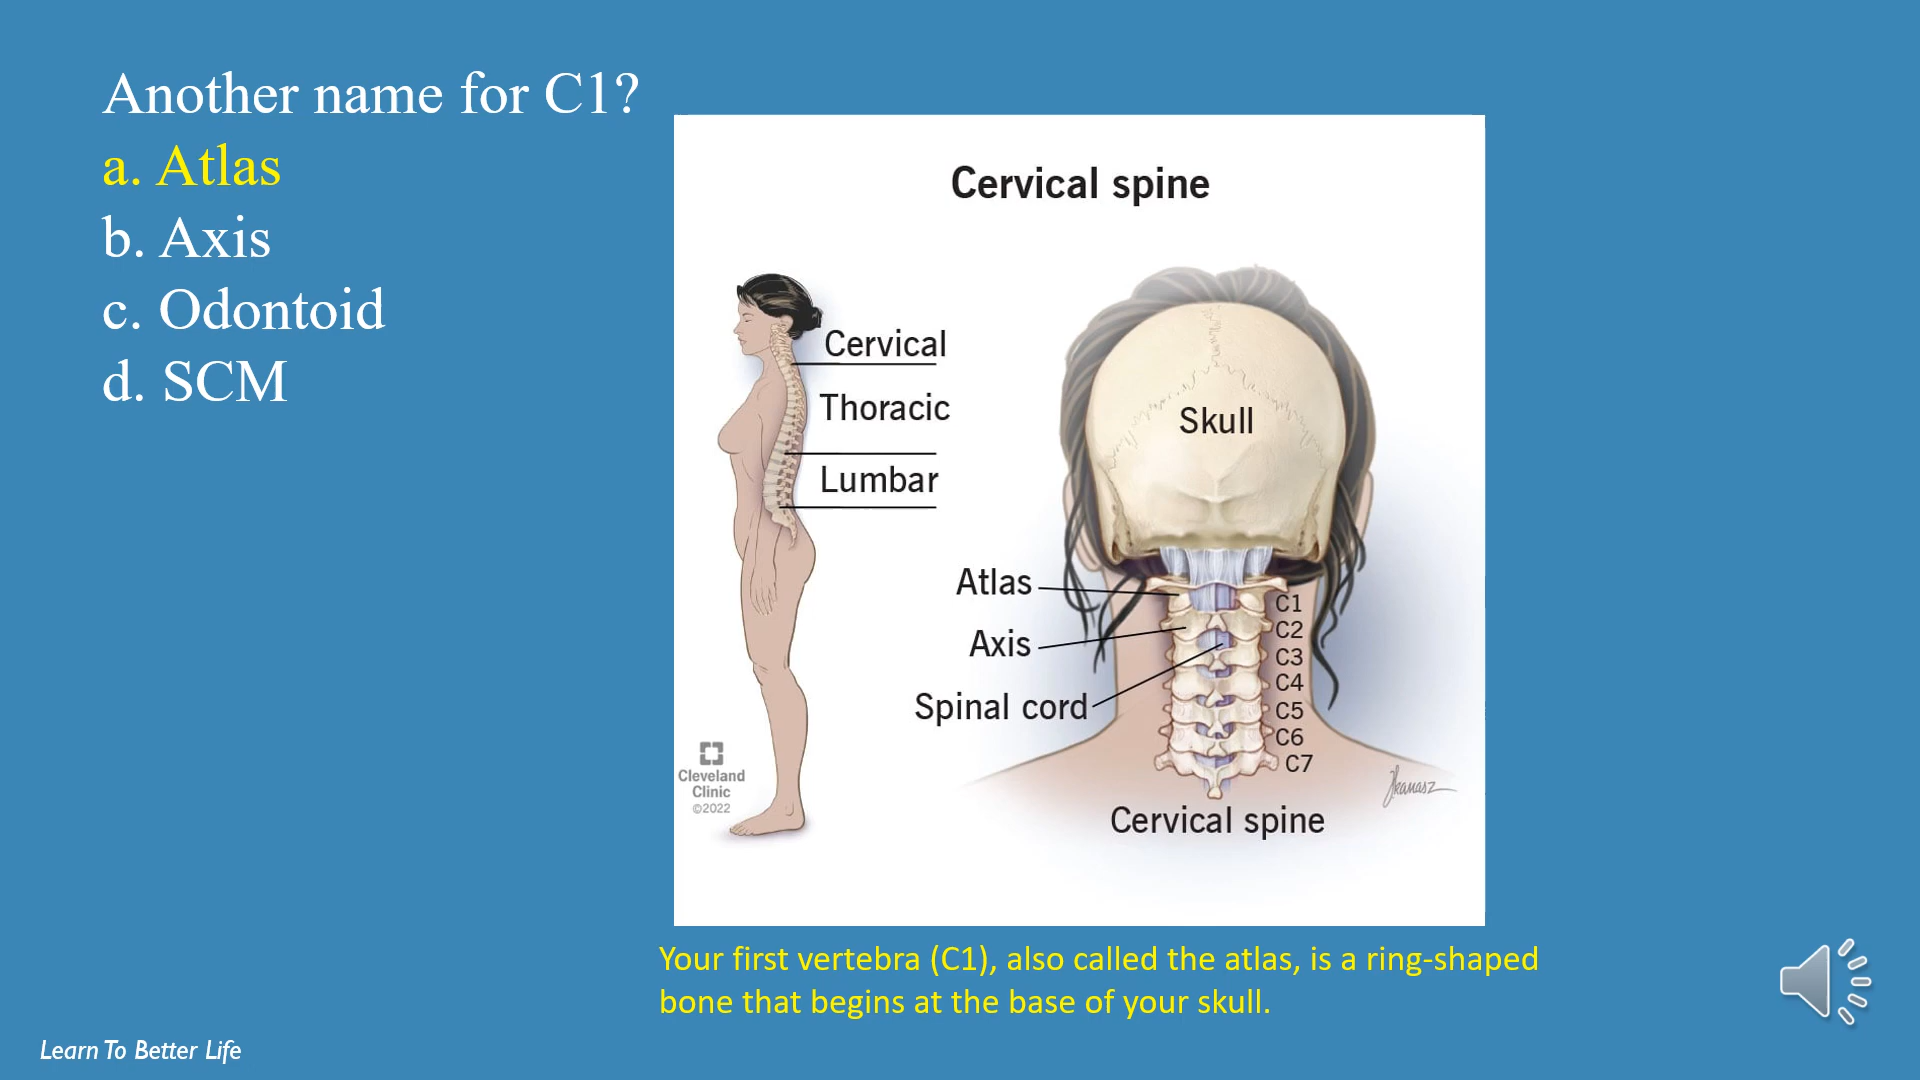 Another name for C1?
a. Atlas
b. Axis
c. Odontoid
d. SCM
Cervical spine
Cervical
Thoracic
Lumbar
Skull
Atlas
Axis
Spinal cord
C1
C2
C3
C4
C5
C6
C7
Cervical spine
Cleveland
Clinic
©2022
Your first vertebra (C1), also called the atlas, is a ring-shaped
bone that begins at the base of your skull.
Learn To Better Life